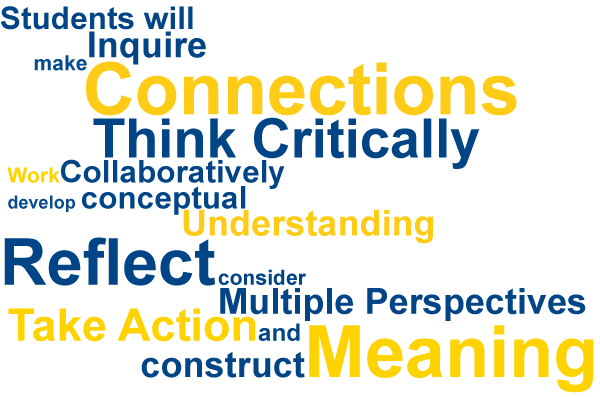 Students will
Inquire
make Connections
Think Critically
Work Collaboratively
develop conceptual
Understanding
Reflect consider
Multiple Perspectives
Take Action and
construct Meaning